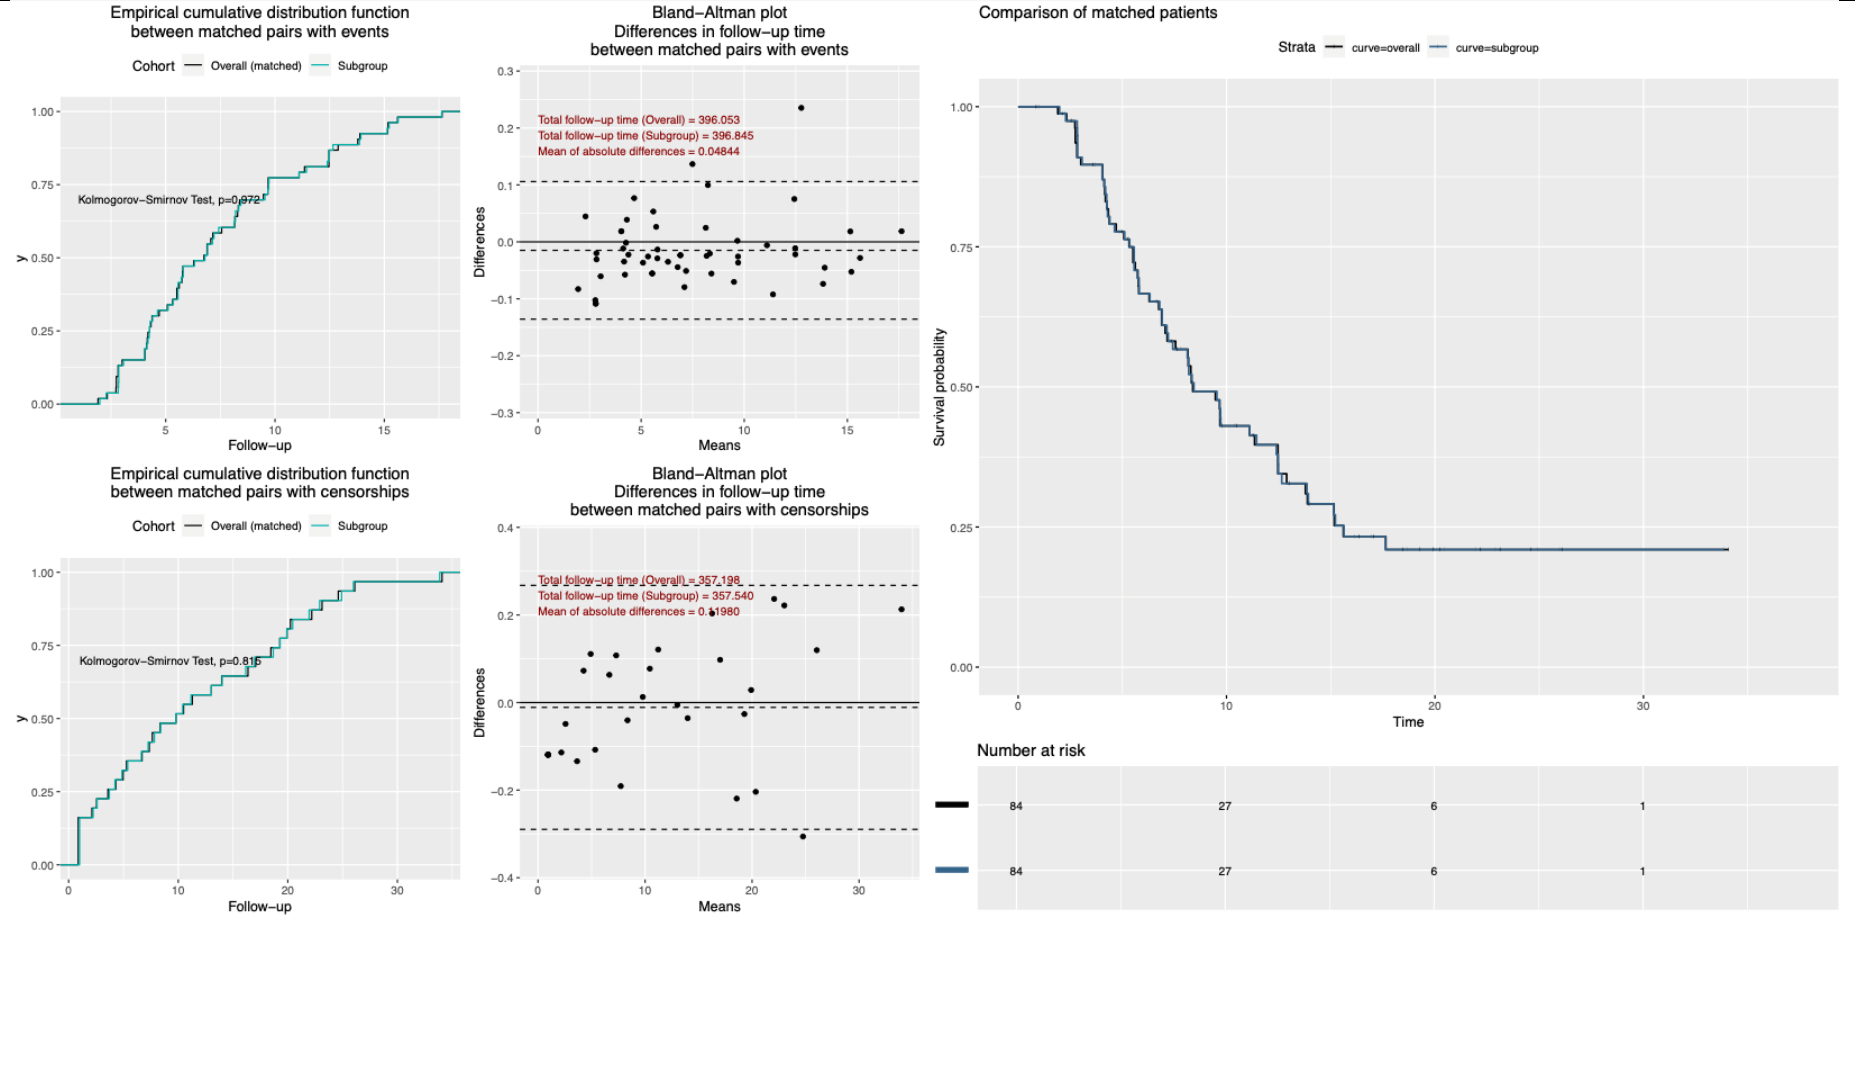 Empirical cumulative distribution function
between matched pairs with events
Cohort Overall (matched) Subgroup
1.00
0.75
0.50
0.25
0.00
y
Kolmogorov−Smirnov Test, p=0.972
5 10 15
Follow−up
Bland−Altman plot
Differences in follow−up time
between matched pairs with events
0.3
0.2
0.1
0.0
−0.1
−0.2
−0.3
Differences
Total follow−up time (Overall) = 396.053
Total follow−up time (Subgroup) = 396.845
Mean of absolute differences = 0.04844
0 5 10 15
Means
Empirical cumulative distribution function
between matched pairs with censorships
Cohort Overall (matched) Subgroup
1.00
0.75
0.50
0.25
0.00
y
Kolmogorov−Smirnov Test, p=0.815
0 10 20 30
Follow−up
Bland−Altman plot
Differences in follow−up time
between matched pairs with censorships
0.4
0.2
0.0
−0.2
−0.4
Differences
Total follow−up time (Overall) = 357.198
Total follow−up time (Subgroup) = 357.540
Mean of absolute differences = 0.11980
0 10 20 30
Means
Comparison of matched patients
Strata curve=overall curve=subgroup
1.00
0.75
0.50
0.25
0.00
Survival probability
0 10 20 30
Time
Number at risk
84 27 6 1
84 27 6 1